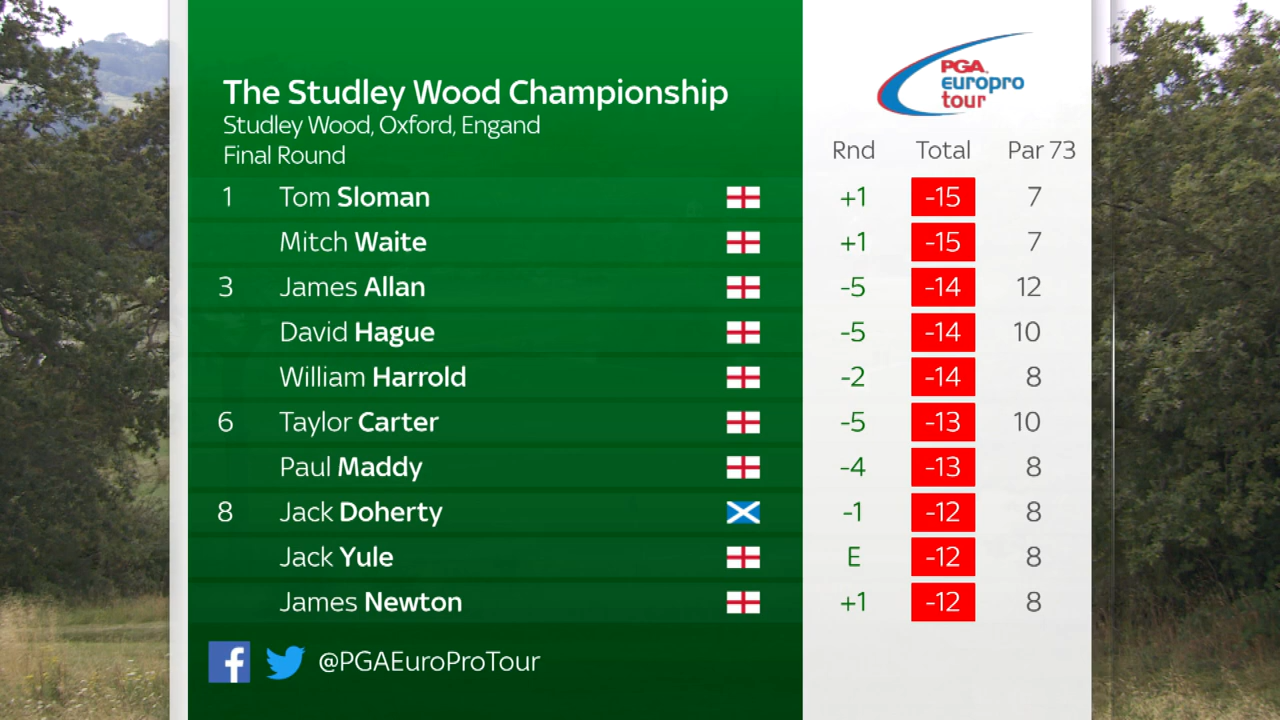 The Studley Wood Championship
Studley Wood, Oxford, Engand
Final Round
PGA
europro
tour
Rnd Total Par 73
1 Tom Sloman +1 -15 7
Mitch Waite +1 -15 7
3 James Allan -5 -14 12
David Hague -5 -14 10
William Harrold -2 -14 8
6 Taylor Carter -5 -13 10
Paul Maddy -4 -13 8
8 Jack Doherty -1 -12 8
Jack Yule E -12 8
James Newton +1 -12 8
f @PGAEuroProTour